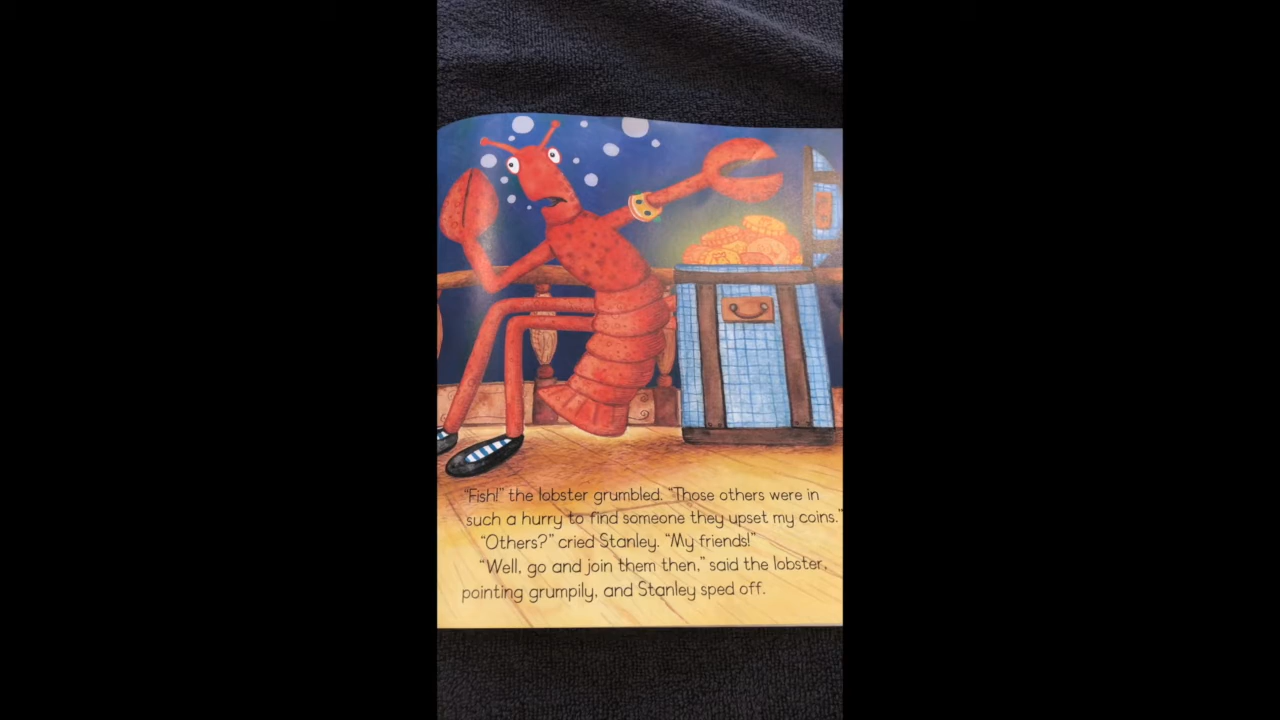 “Fish!” the lobster grumbled. “Those others were in
such a hurry to find someone they upset my coins.”
“Others?” cried Stanley. “My friends!”
“Well, go and join them then,” said the lobster,
pointing grumpily, and Stanley sped off.